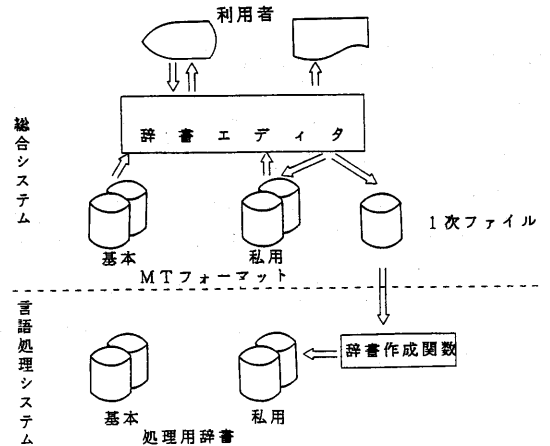 利用者
辞書エディタ
総合システム
基本
私用
1次ファイル
MTフォーマット
言語処理システム
辞書作成関数
基本
私用
処理用辞書